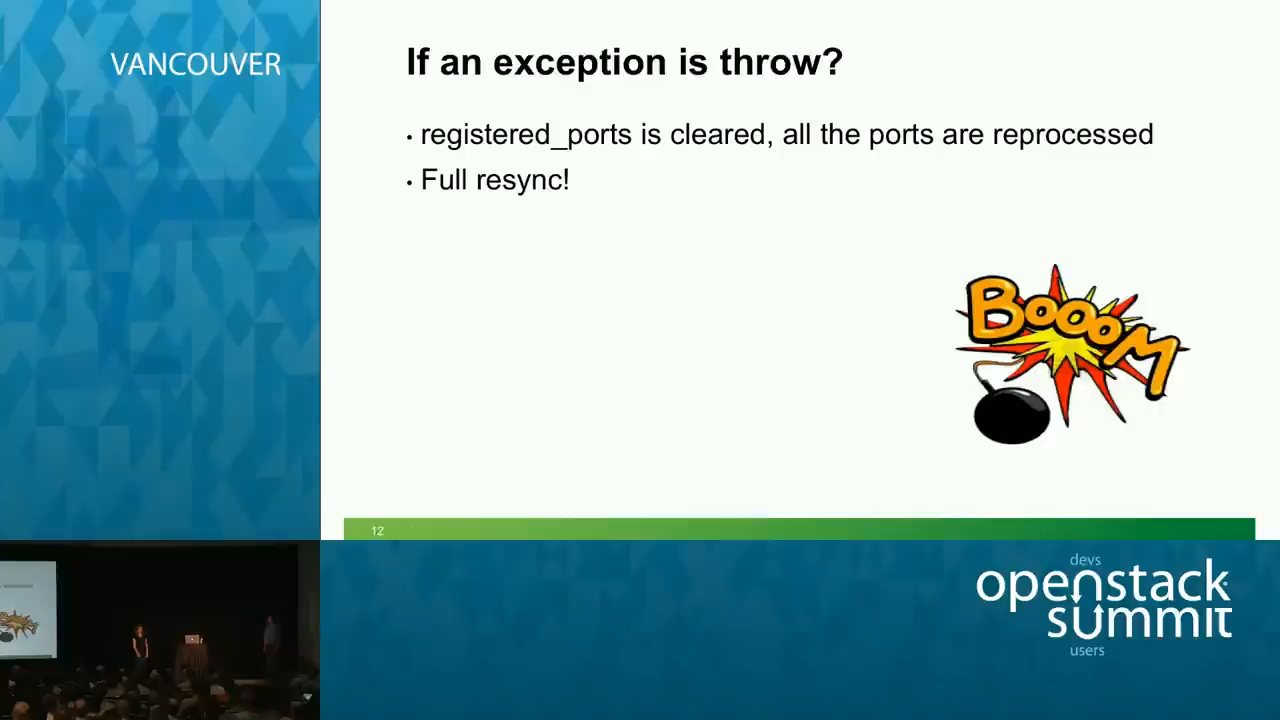 VANCOUVER
If an exception is throw?
• registered_ports is cleared, all the ports are reprocessed
• Full resync!
BOOOM
12
devs
openstack
summit
users